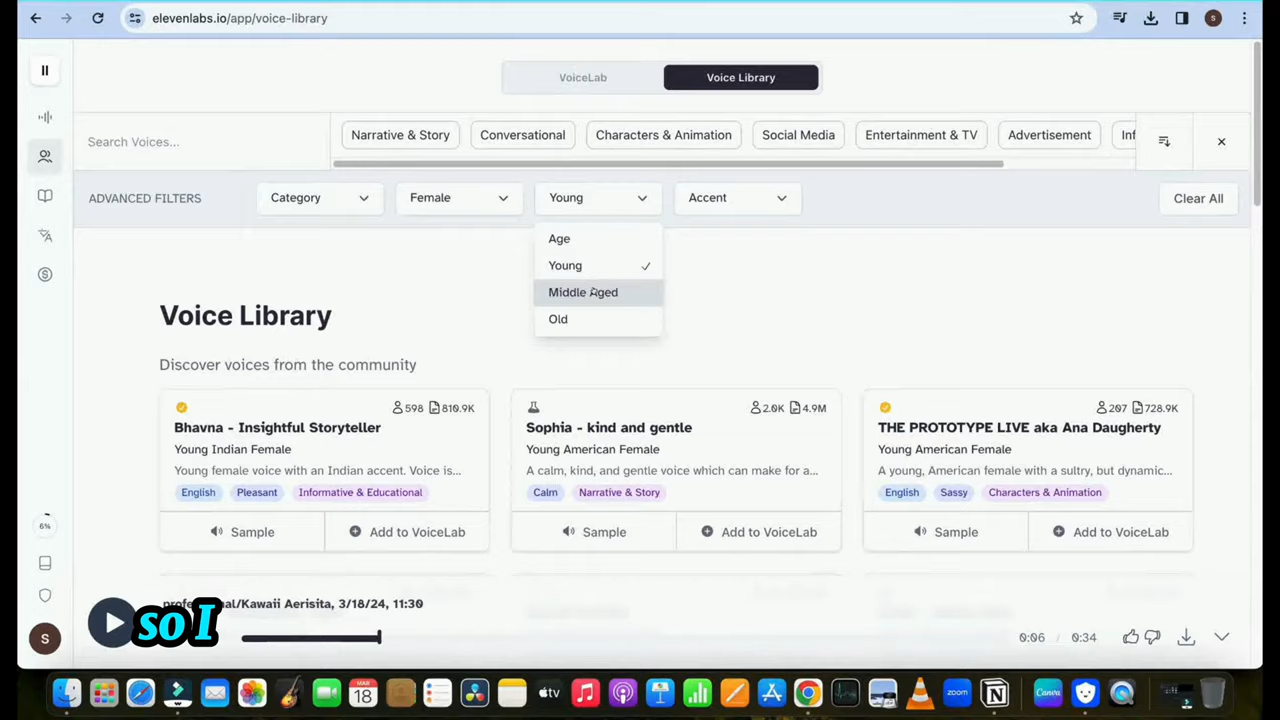 elevenlabs.io/app/voice-library
S
VoiceLab
Voice Library
Search Voices...
Narrative & Story
Conversational
Characters & Animation
Social Media
Entertainment & TV
Advertisement
ADVANCED FILTERS
Category
Female
Young
Accent
Clear All
Age
Young
Middle Aged
Old
Voice Library
Discover voices from the community
598 810.9K
Bhavna - Insightful Storyteller
Young Indian Female
Young female voice with an Indian accent. Voice is...
English Pleasant Informative & Educational
Sample Add to VoiceLab
2.0K 4.9M
Sophia - kind and gentle
Young American Female
A calm, kind, and gentle voice which can make for a...
Calm Narrative & Story
Sample Add to VoiceLab
207 728.9K
THE PROTOTYPE LIVE aka Ana Daugherty
Young American Female
A young, American female with a sultry, but dynamic...
English Sassy Characters & Animation
Sample Add to VoiceLab
6%
/Kawaii Aerisita, 3/18/24, 11:30
so I
S
0:06 / 0:34
MAR
18
tv
zoom
Canva